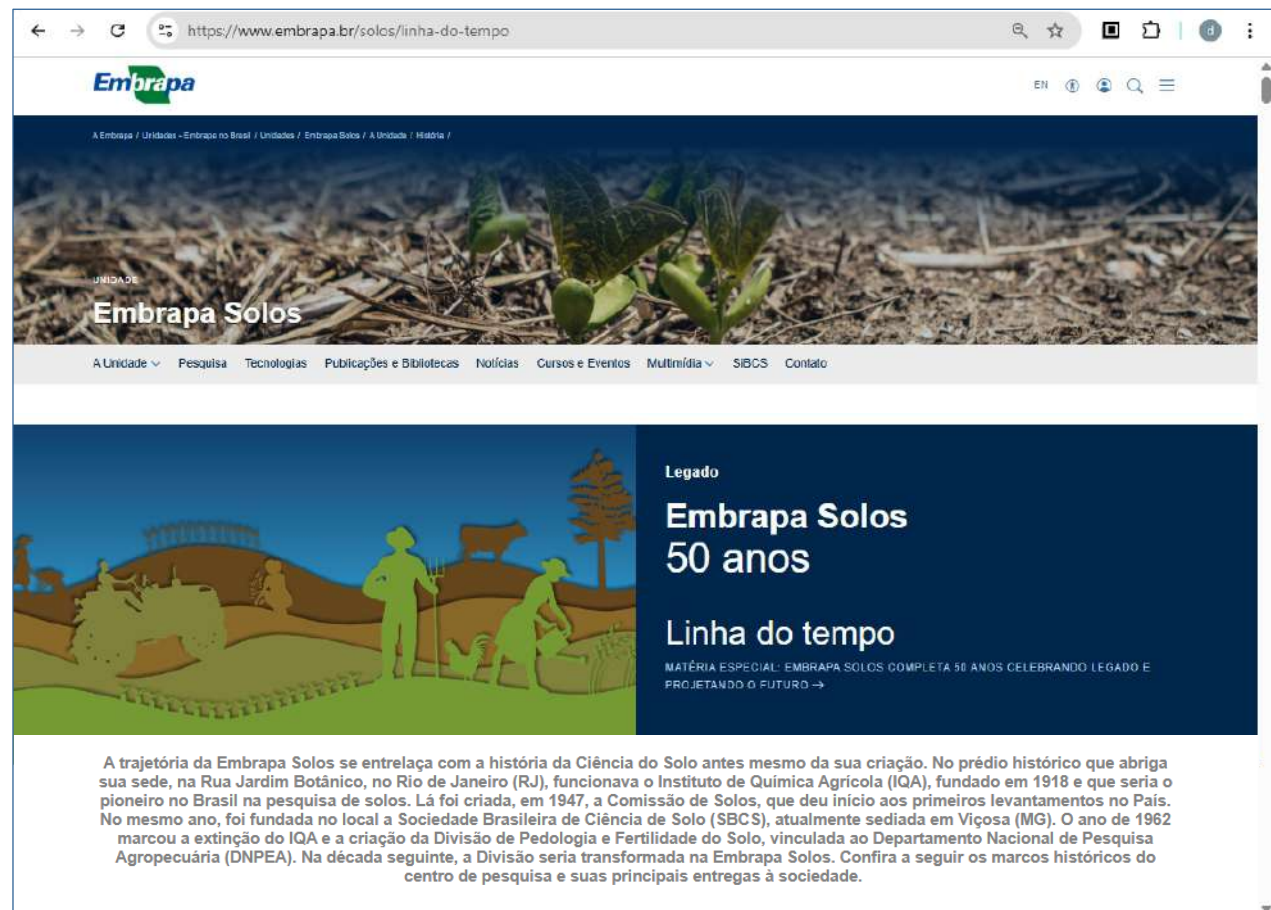 https://www.embrapa.br/solos/linha-do-tempo
d
Embrapa
EN
A Embrapa / Unidades - Embrapa no Brasil / Unidades / Embrapa Solos / A Unidade / História /
UNIDADE
Embrapa Solos
A Unidade Pesquisa Tecnologias Publicações e Bibliotecas Notícias Cursos e Eventos Multimídia SiBCS Contato
Legado
Embrapa Solos
50 anos
Linha do tempo
MATÉRIA ESPECIAL: EMBRAPA SOLOS COMPLETA 50 ANOS CELEBRANDO LEGADO E
PROJETANDO O FUTURO →
A trajetória da Embrapa Solos se entrelaça com a história da Ciência do Solo antes mesmo da sua criação. No prédio histórico que abriga
sua sede, na Rua Jardim Botânico, no Rio de Janeiro (RJ), funcionava o Instituto de Química Agrícola (IQA), fundado em 1918 e que seria o
pioneiro no Brasil na pesquisa de solos. Lá foi criada, em 1947, a Comissão de Solos, que deu início aos primeiros levantamentos no País.
No mesmo ano, foi fundada no local a Sociedade Brasileira de Ciência de Solo (SBCS), atualmente sediada em Viçosa (MG). O ano de 1962
marcou a extinção do IQA e a criação da Divisão de Pedologia e Fertilidade do Solo, vinculada ao Departamento Nacional de Pesquisa
Agropecuária (DNPEA). Na década seguinte, a Divisão seria transformada na Embrapa Solos. Confira a seguir os marcos históricos do
centro de pesquisa e suas principais entregas à sociedade.